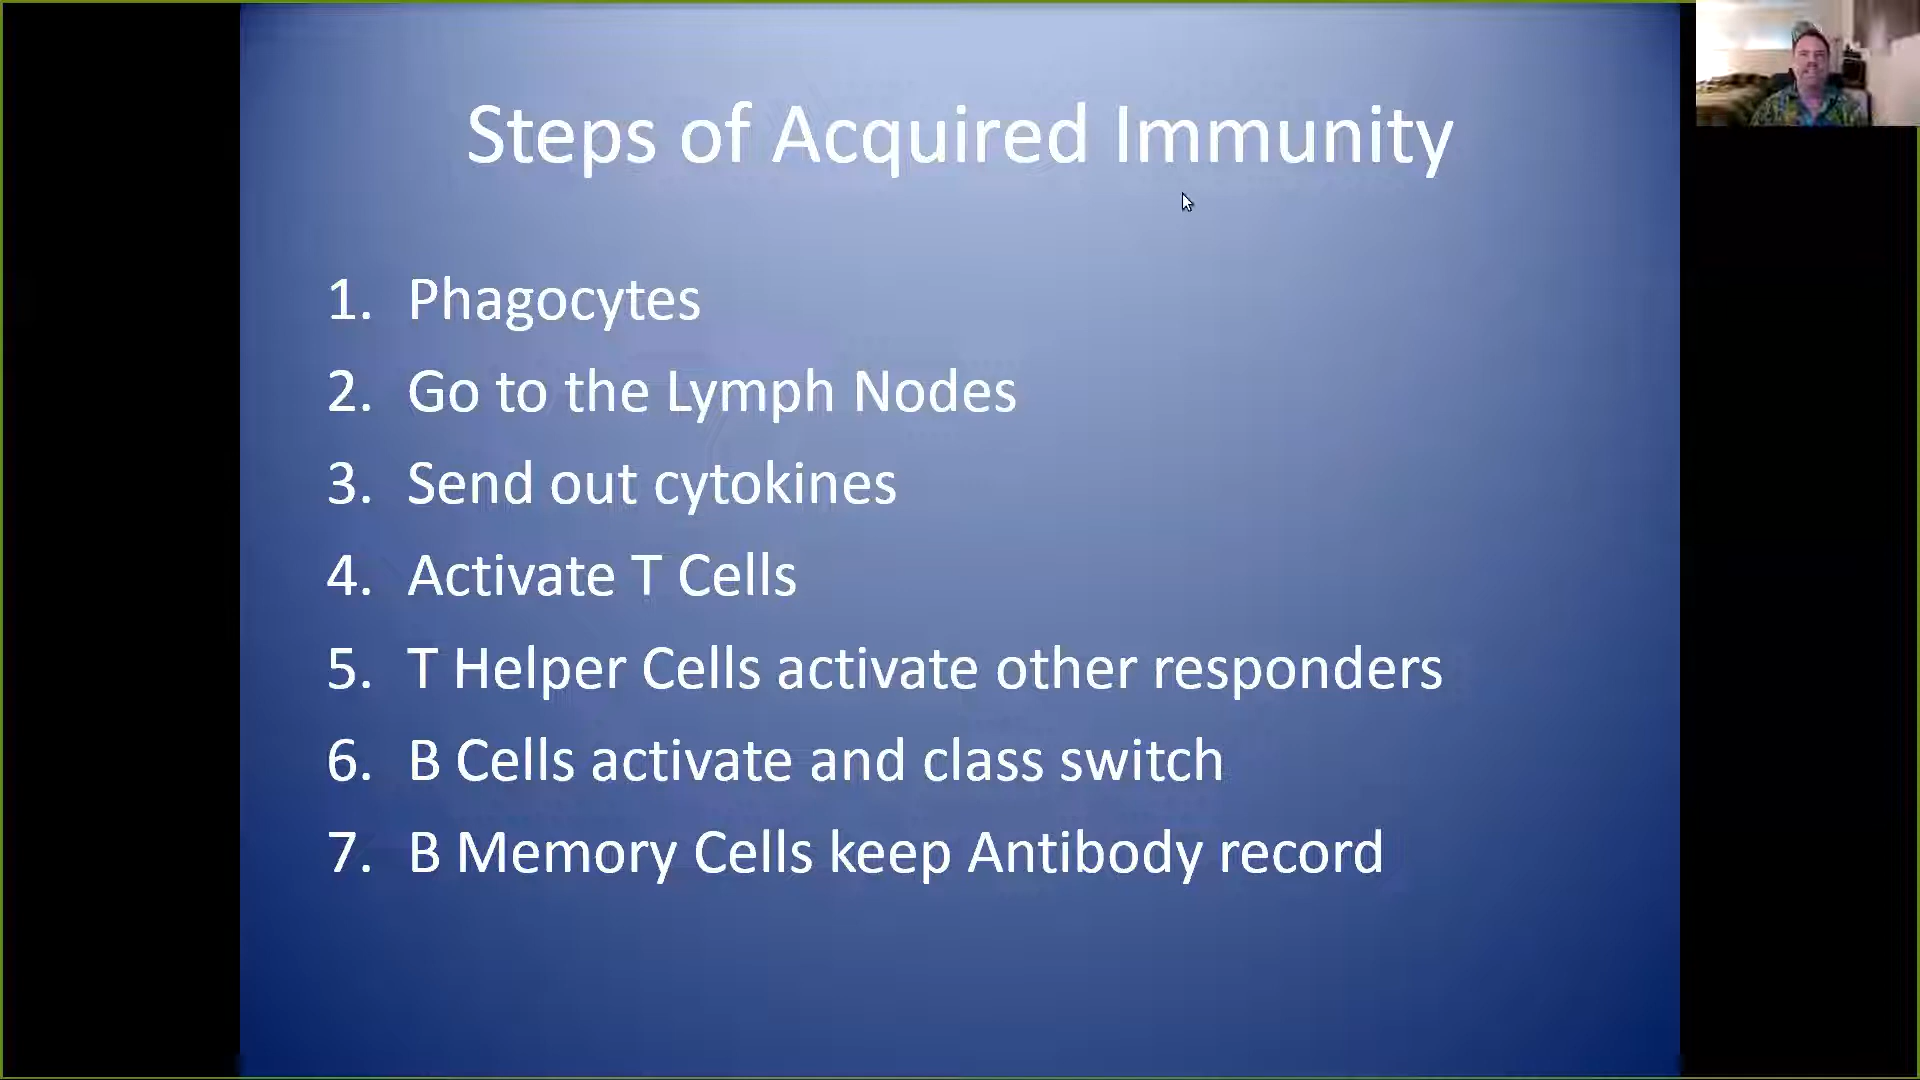 Steps of Acquired Immunity
1. Phagocytes
2. Go to the Lymph Nodes
3. Send out cytokines
4. Activate T Cells
5. T Helper Cells activate other responders
6. B Cells activate and class switch
7. B Memory Cells keep Antibody record